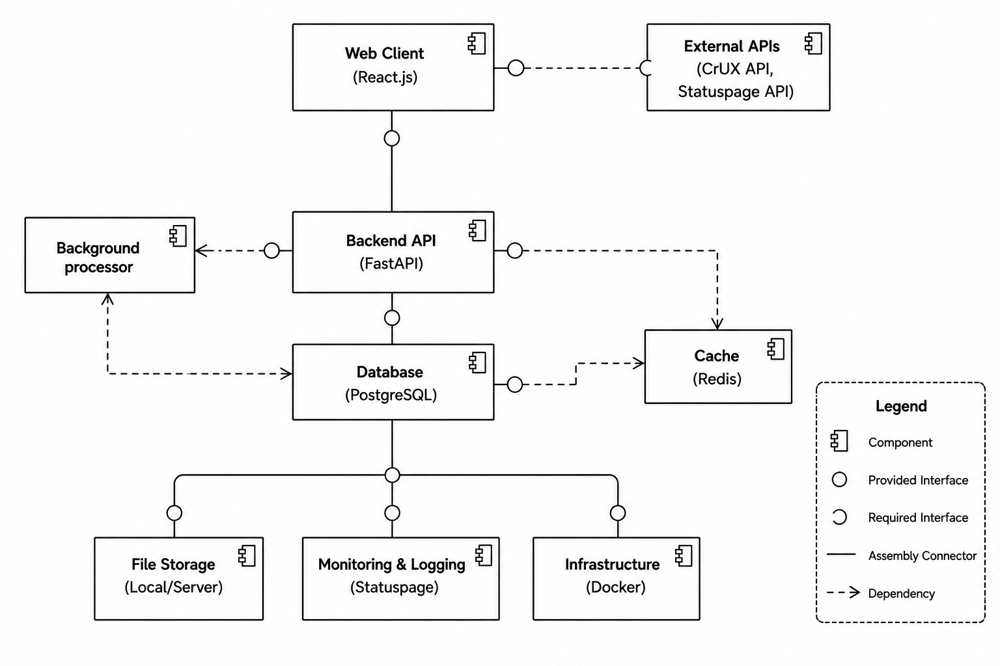 Web Client
(React.js)
External APIs
(CrUX API,
Statuspage API)
Background
processor
Backend API
(FastAPI)
Database
(PostgreSQL)
Cache
(Redis)
File Storage
(Local/Server)
Monitoring & Logging
(Statuspage)
Infrastructure
(Docker)
Legend
Component
Provided Interface
Required Interface
Assembly Connector
Dependency